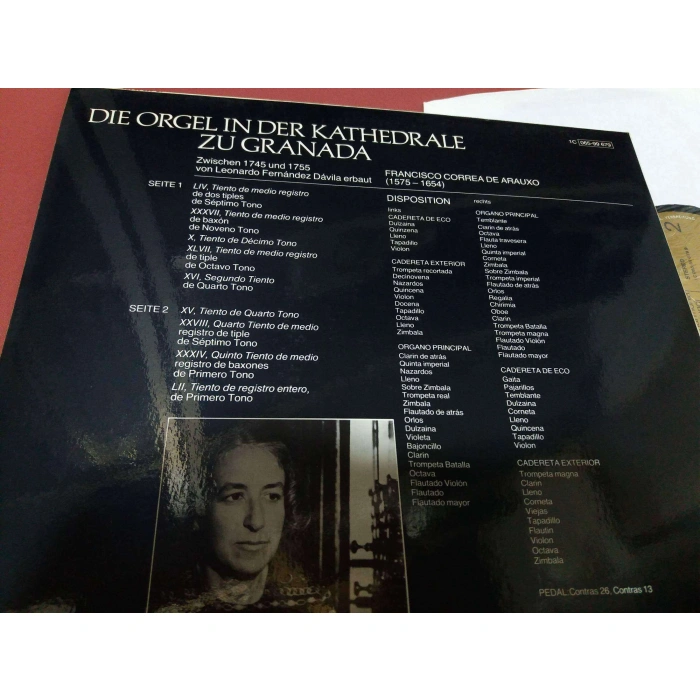 DIE ORGEL IN DER KATHEDRALE
ZU GRANADA
1C 065-99 679
Zwischen 1745 und 1755
von Leonardo Fernández Dávila erbaut
FRANCISCO CORREA DE ARAUXO
(1575 – 1654)
SEITE 1
LIV, Tiento de medio registro
de dos tiples
de Séptimo Tono
XXXVII, Tiento de medio registro
de baxón
de Noveno Tono
X, Tiento de Décimo Tono
XLVII, Tiento de medio registro
de tiple
de Octavo Tono
XVI, Segundo Tiento
de Quarto Tono
SEITE 2
XV, Tiento de Quarto Tono
XXVIII, Quarto Tiento de medio
registro de tiple
de Séptimo Tono
XXXIV, Quinto Tiento de medio
registro de baxones
de Primero Tono
LII, Tiento de registro entero,
de Primero Tono
DISPOSITION
links
CADERETA DE ECO
Dulzaina
Quinzena
Lleno
Tapadillo
Violon
CADERETA EXTERIOR
Trompeta recortada
Decinovena
Nazardos
Quincena
Violon
Docena
Tapadillo
Octava
Lleno
Zimbala
ORGANO PRINCIPAL
Clarin de atrás
Quinta imperial
Nazardos
Lleno
Sobre Zimbala
Trompeta real
Zimbala
Flautado de atrás
Orlos
Dulzaina
Violeta
Bajoncillo
Clarin
Trompeta Batalla
Octava
Flautado Violón
Flautado
Flautado mayor
rechts
ORGANO PRINCIPAL
Temblante
Clarin de atrás
Octava
Flauta travesera
Lleno
Quinta imperial
Corneta
Zimbala
Sobre Zimbala
Trompeta imperial
Flautado de atrás
Orlos
Regalia
Chirimia
Oboe
Clarin
Trompeta Batalla
Trompeta magna
Flautado Violón
Flautado
Flautado mayor
CADERETA DE ECO
Gaita
Pajarillos
Temblante
Dulzaina
Corneta
Lleno
Quincena
Tapadillo
Violon
CADERETA EXTERIOR
Trompeta magna
Clarin
Lleno
Corneta
Viejas
Tapadillo
Flautin
Violon
Octava
Zimbala
PEDAL: Contras 26, Contras 13
2